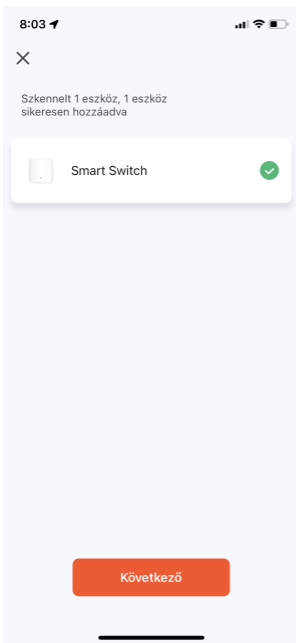 8:03
Szkennelt 1 eszköz, 1 eszköz
sikeresen hozzáadva
Smart Switch
Következő